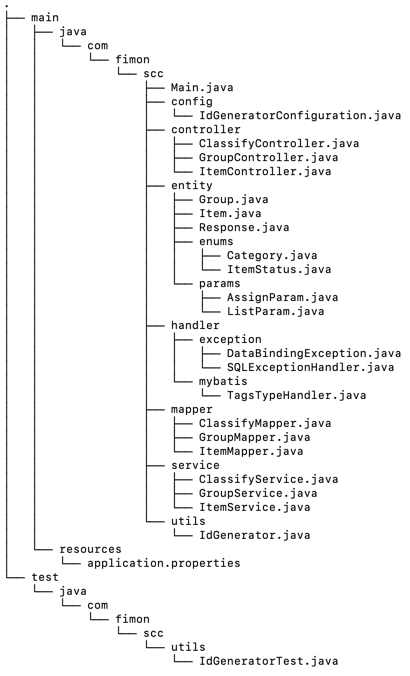 .
├── main
│   ├── java
│   │   └── com
│   │       └── fimon
│   │           └── scc
│   │               ├── Main.java
│   │               ├── config
│   │               │   └── IdGeneratorConfiguration.java
│   │               ├── controller
│   │               │   ├── ClassifyController.java
│   │               │   ├── GroupController.java
│   │               │   └── ItemController.java
│   │               ├── entity
│   │               │   ├── Group.java
│   │               │   ├── Item.java
│   │               │   ├── Response.java
│   │               │   ├── enums
│   │               │   │   ├── Category.java
│   │               │   │   └── ItemStatus.java
│   │               │   └── params
│   │               │       ├── AssignParam.java
│   │               │       └── ListParam.java
│   │               ├── handler
│   │               │   ├── exception
│   │               │   │   ├── DataBindingException.java
│   │               │   │   └── SQLExceptionHandler.java
│   │               │   └── mybatis
│   │               │       └── TagsTypeHandler.java
│   │               ├── mapper
│   │               │   ├── ClassifyMapper.java
│   │               │   ├── GroupMapper.java
│   │               │   └── ItemMapper.java
│   │               ├── service
│   │               │   ├── ClassifyService.java
│   │               │   ├── GroupService.java
│   │               │   └── ItemService.java
│   │               └── utils
│   │                   └── IdGenerator.java
│   └── resources
│       └── application.properties
└── test
    └── java
        └── com
            └── fimon
                └── scc
                    └── utils
                        └── IdGeneratorTest.java